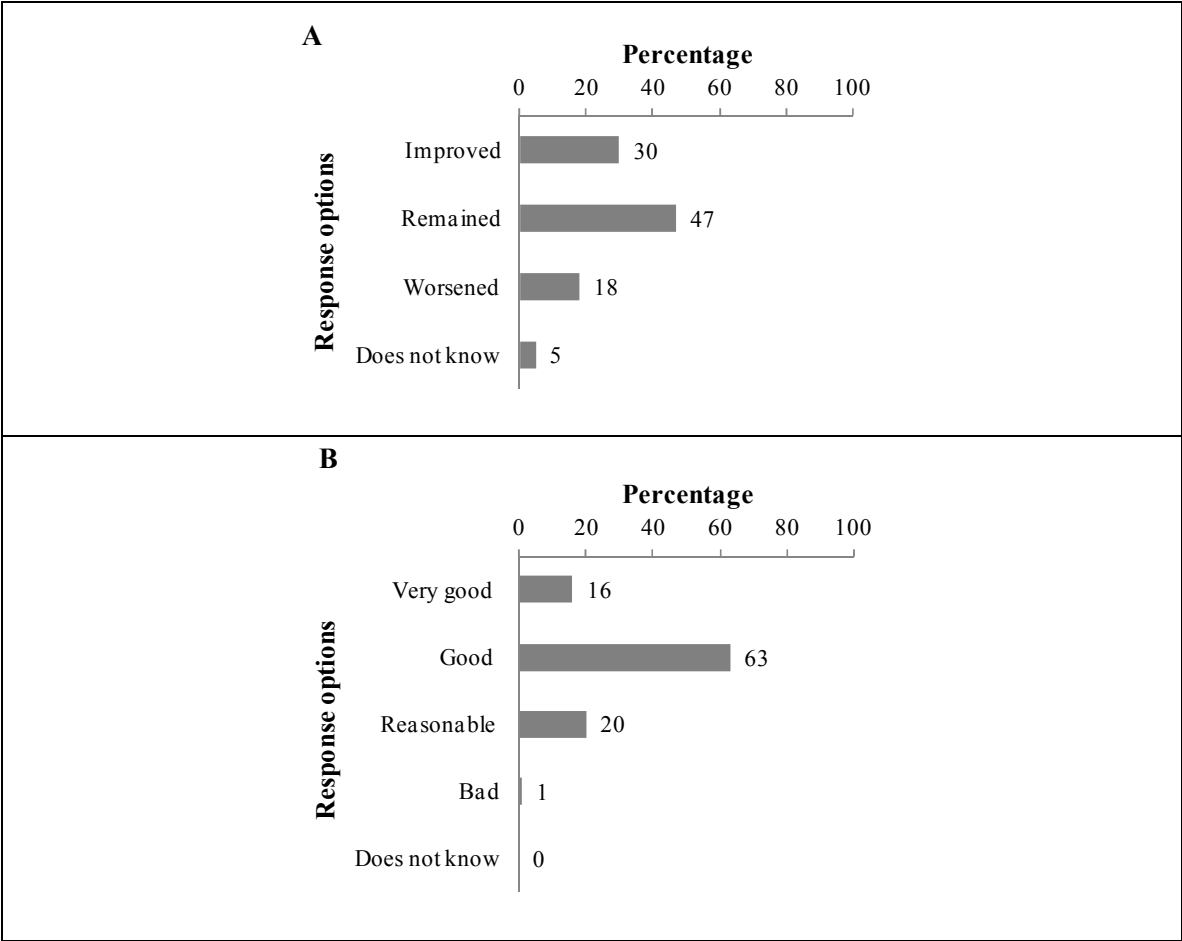 A
Percentage
0 20 40 60 80 100
Response options
Improved 30
Remained 47
Worsened 18
Does not know 5
B
Percentage
0 20 40 60 80 100
Response options
Very good 16
Good 63
Reasonable 20
Bad 1
Does not know 0